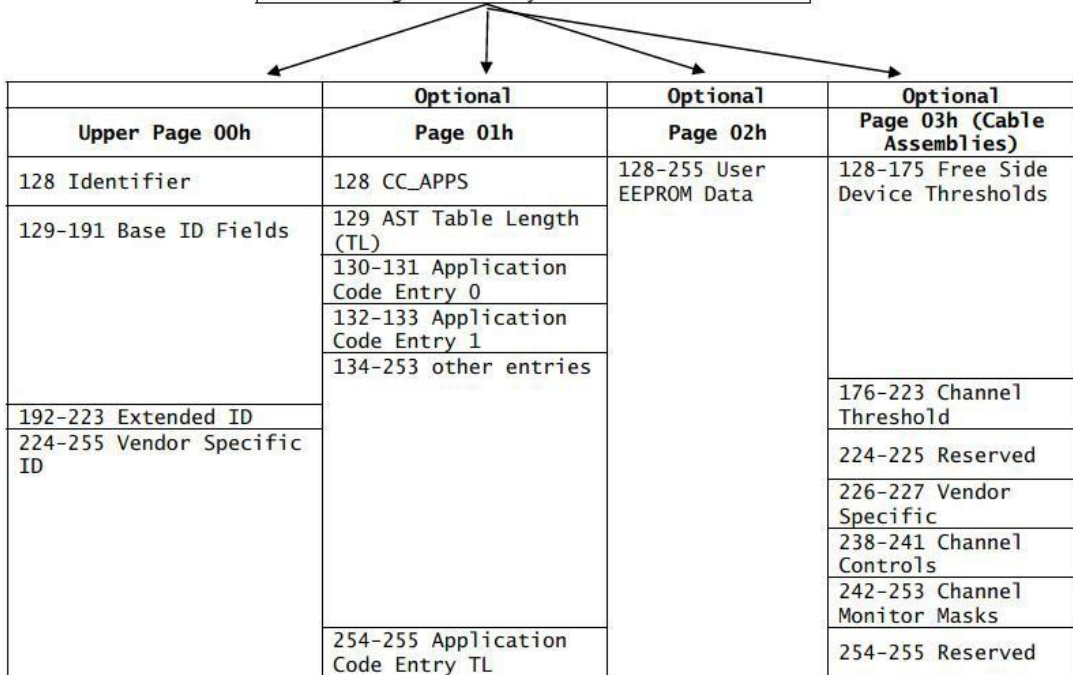 Optional
Optional
Optional
Upper Page 00h
Page 01h
Page 02h
Page 03h (Cable
Assemblies)
128 Identifier
129-191 Base ID Fields
192-223 Extended ID
224-255 Vendor Specific
ID
128 CC_APPS
129 AST Table Length
(TL)
130-131 Application
Code Entry 0
132-133 Application
Code Entry 1
134-253 other entries
254-255 Application
Code Entry TL
128-255 User
EEPROM Data
128-175 Free Side
Device Thresholds
176-223 Channel
Threshold
224-225 Reserved
226-227 Vendor
Specific
238-241 Channel
Controls
242-253 Channel
Monitor Masks
254-255 Reserved